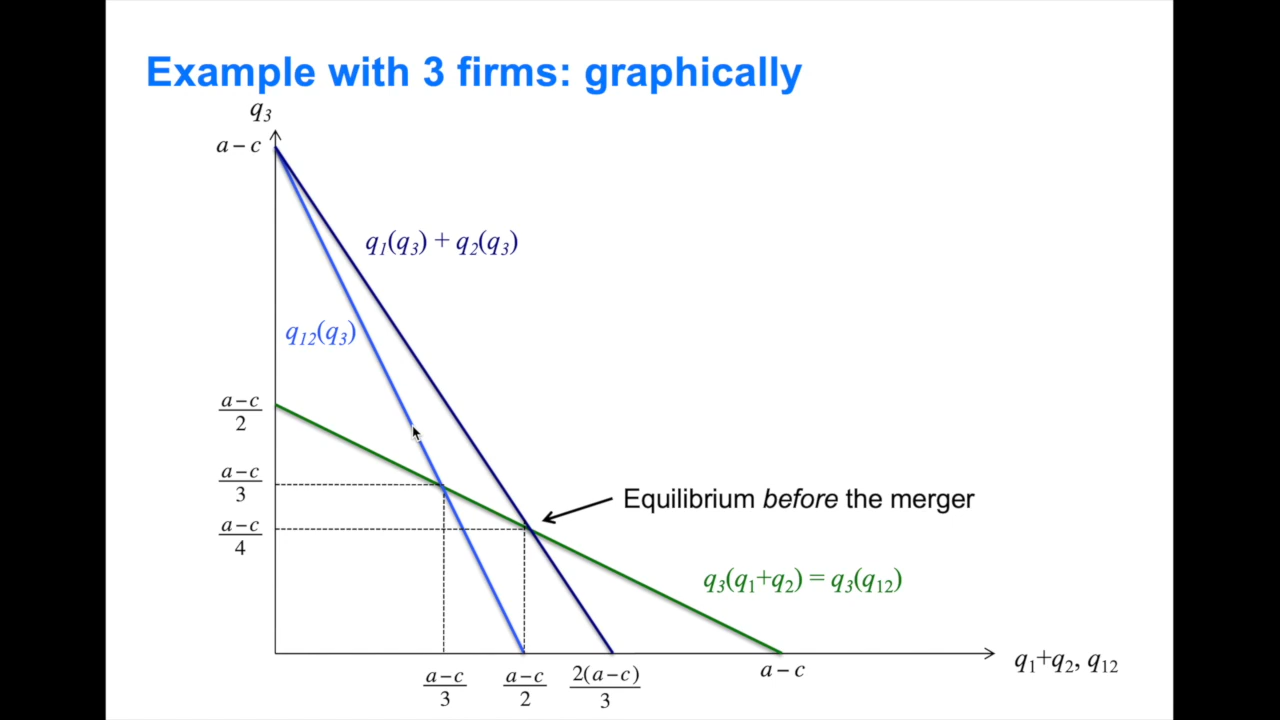 Example with 3 firms: graphically
q₃
a – c
q₁(q₃) + q₂(q₃)
q₁₂(q₃)
a – c
2
a – c
3
Equilibrium before the merger
a – c
4
q₃(q₁+q₂) = q₃(q₁₂)
q₁+q₂, q₁₂
a – c
3
a – c
2
2(a – c)
3
a – c